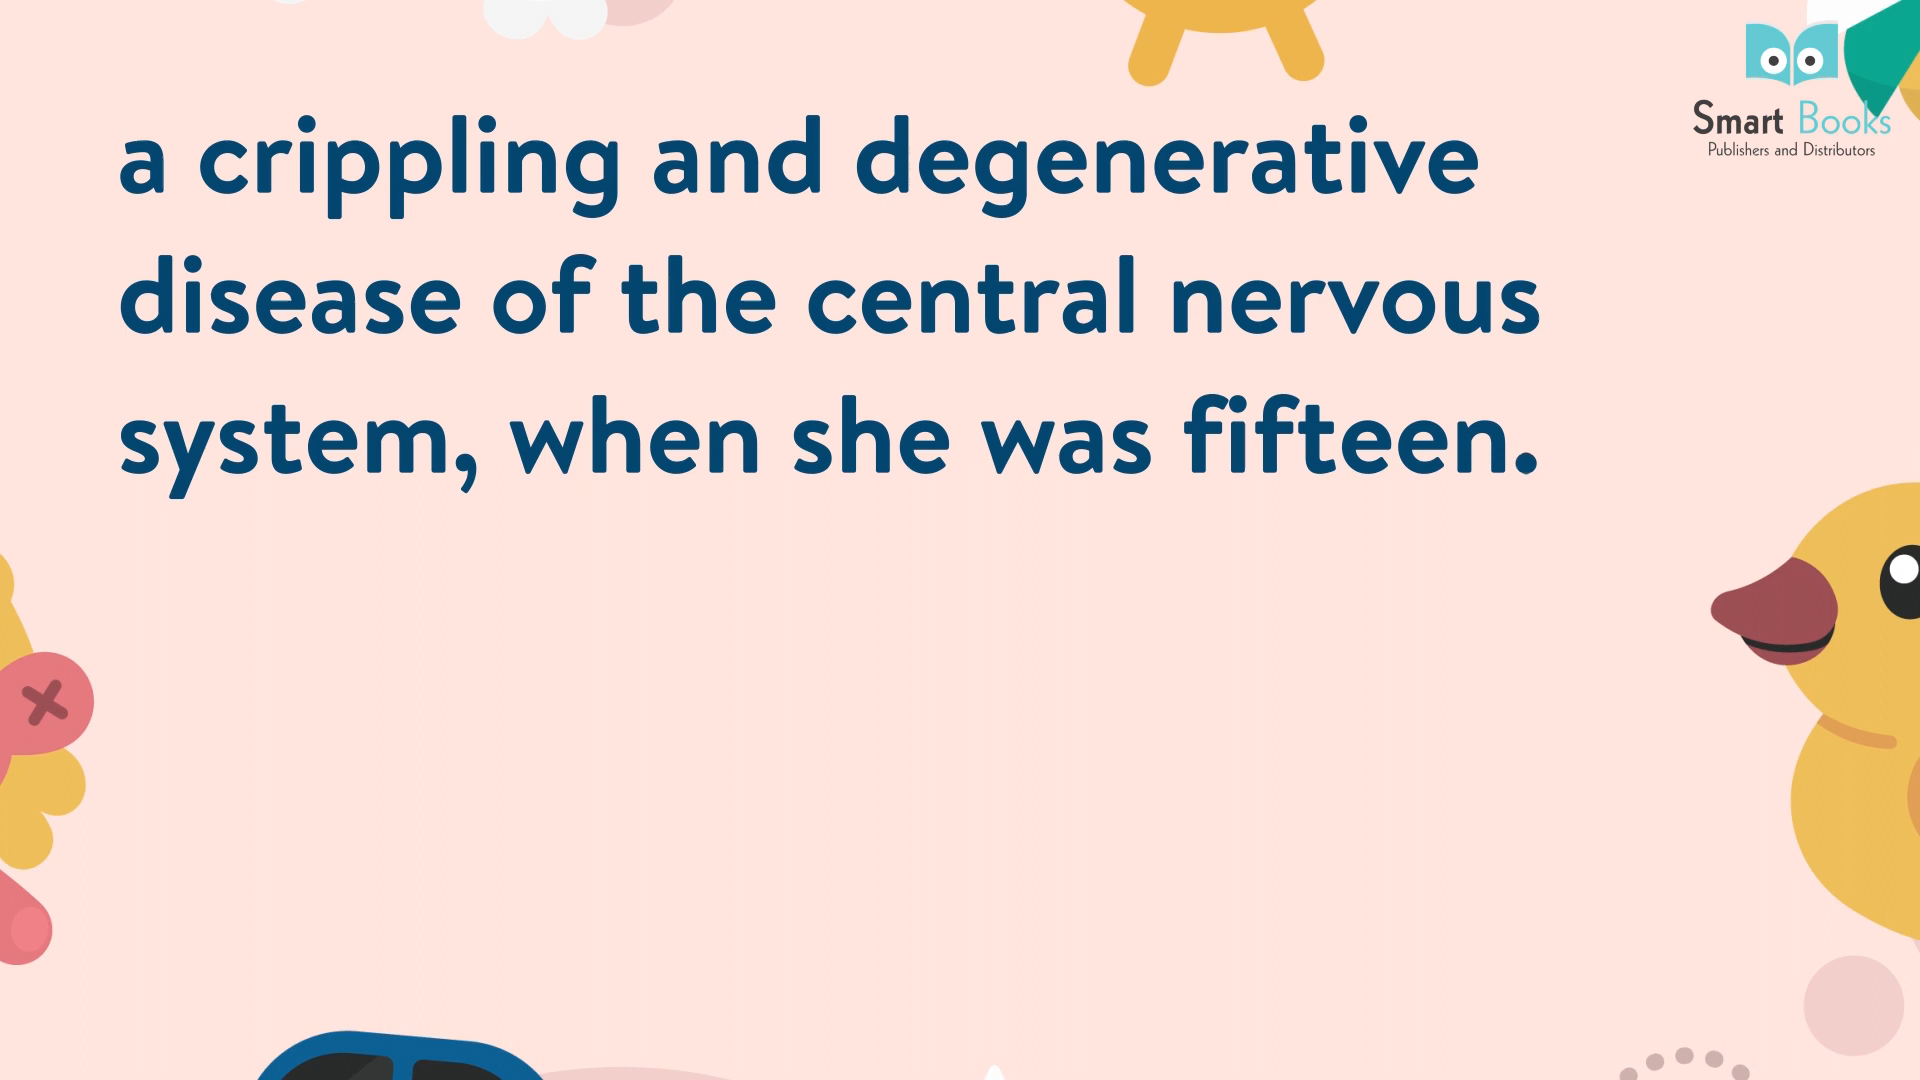 a crippling and degenerative
disease of the central nervous
system, when she was fifteen.
Smart Books
Publishers and Distributors